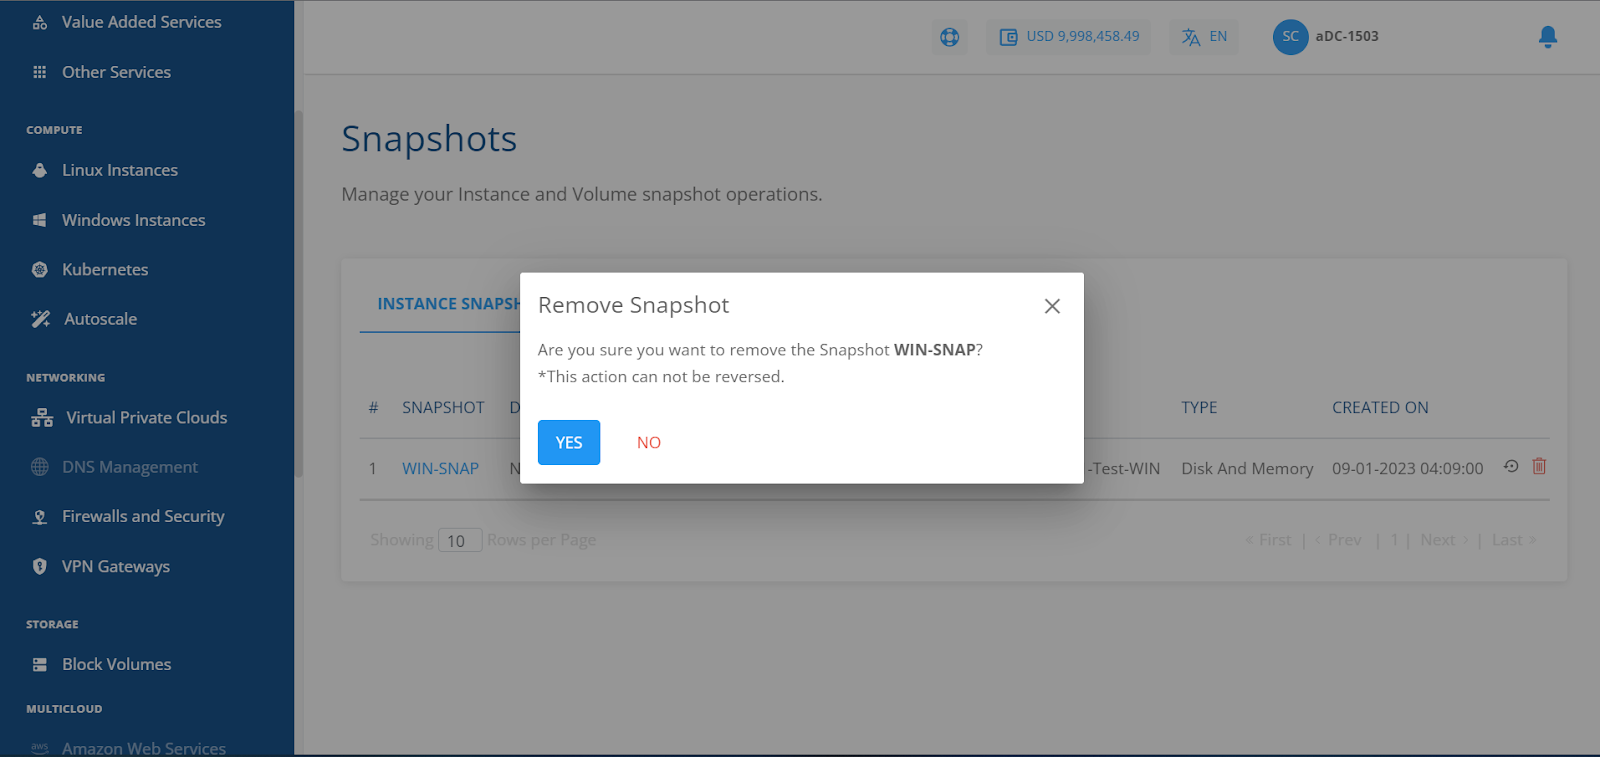 Value Added Services
Other Services
COMPUTE
Linux Instances
Windows Instances
Kubernetes
Autoscale
NETWORKING
Virtual Private Clouds
DNS Management
Firewalls and Security
VPN Gateways
STORAGE
Block Volumes
MULTICLOUD
aws Amazon Web Services
USD 9,998,458.49
EN
SC aDC-1503
Snapshots
Manage your Instance and Volume snapshot operations.
INSTANCE SNAPSH
Remove Snapshot
Are you sure you want to remove the Snapshot WIN-SNAP?
*This action can not be reversed.
YES NO
# SNAPSHOT D TYPE CREATED ON
1 WIN-SNAP N -Test-WIN Disk And Memory 09-01-2023 04:09:00
Showing 10 Rows per Page
« First | ‹ Prev | 1 | Next › | Last »